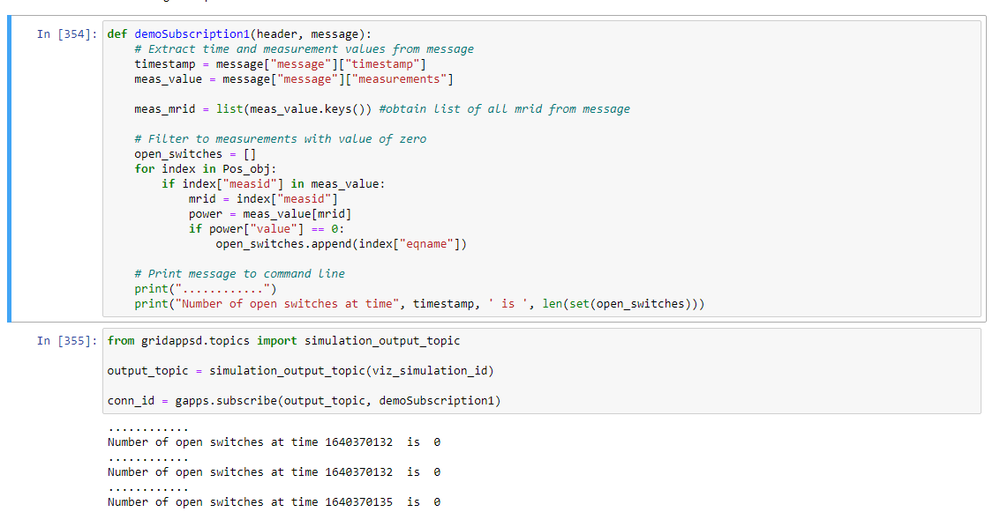 In [354]: def demoSubscription1(header, message):
    # Extract time and measurement values from message
    timestamp = message["message"]["timestamp"]
    meas_value = message["message"]["measurements"]
    meas_mrid = list(meas_value.keys()) #obtain list of all mrid from message
    # Filter to measurements with value of zero
    open_switches = []
    for index in Pos_obj:
        if index["measid"] in meas_value:
            mrid = index["measid"]
            power = meas_value[mrid]
            if power["value"] == 0:
                open_switches.append(index["eqname"])
    # Print message to command line
    print("............")
    print("Number of open switches at time", timestamp, ' is ', len(set(open_switches)))
In [355]: from gridappsd.topics import simulation_output_topic
output_topic = simulation_output_topic(viz_simulation_id)
conn_id = gapps.subscribe(output_topic, demoSubscription1)
............
Number of open switches at time 1640370132  is  0
............
Number of open switches at time 1640370132  is  0
............
Number of open switches at time 1640370135  is  0